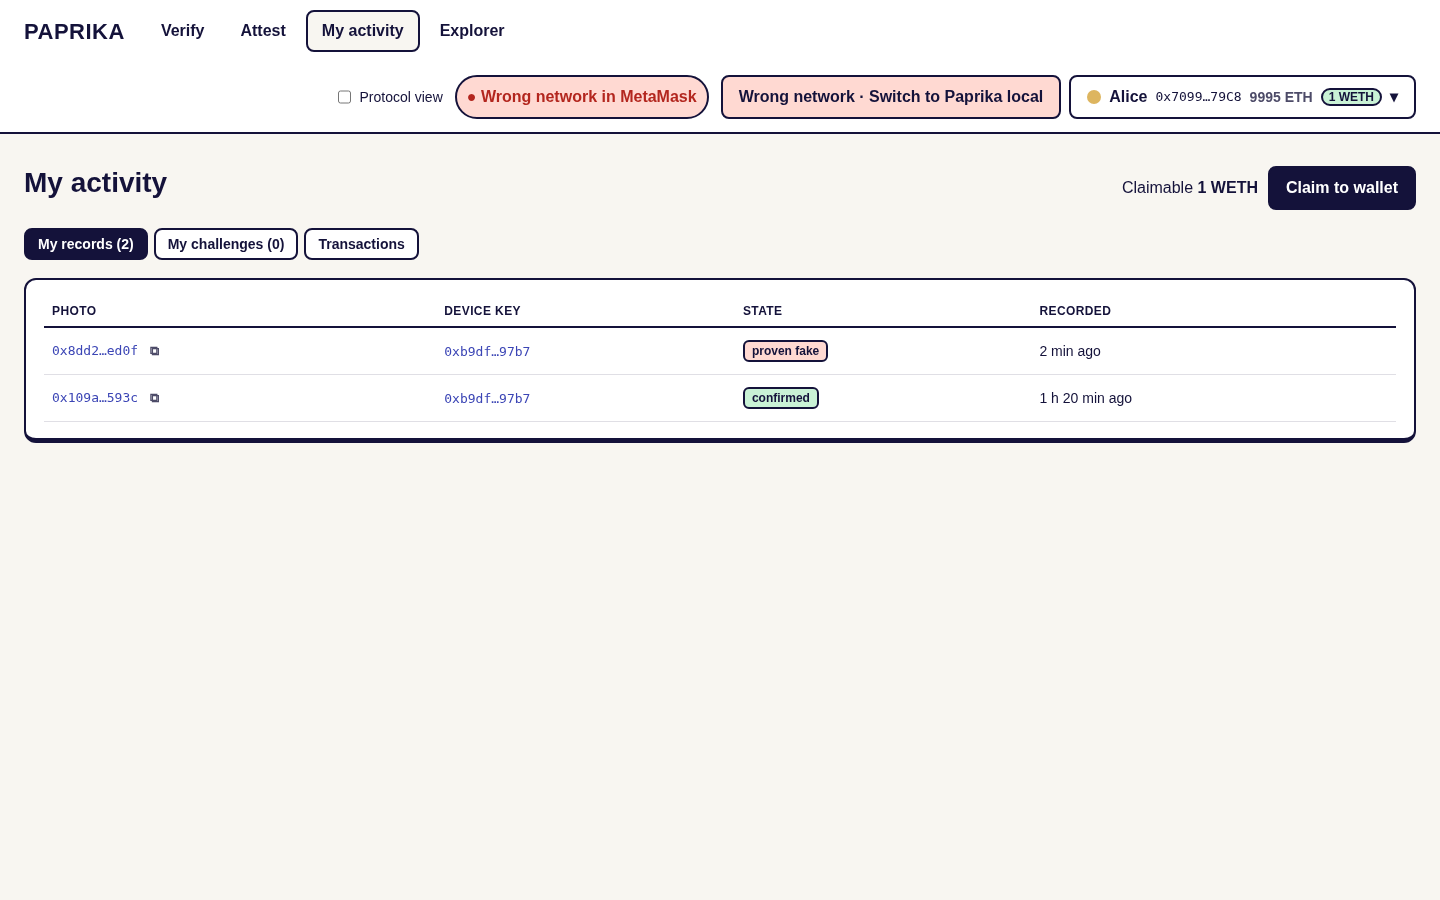 PAPRIKA Verify Attest My activity Explorer
Protocol view ● Wrong network in MetaMask Wrong network · Switch to Paprika local Alice 0x7099…79C8 9995 ETH 1 WETH ▼
My activity Claimable 1 WETH Claim to wallet
My records (2) My challenges (0) Transactions
PHOTO DEVICE KEY STATE RECORDED
0x8dd2…ed0f ⧉ 0xb9df…97b7 proven fake 2 min ago
0x109a…593c ⧉ 0xb9df…97b7 confirmed 1 h 20 min ago